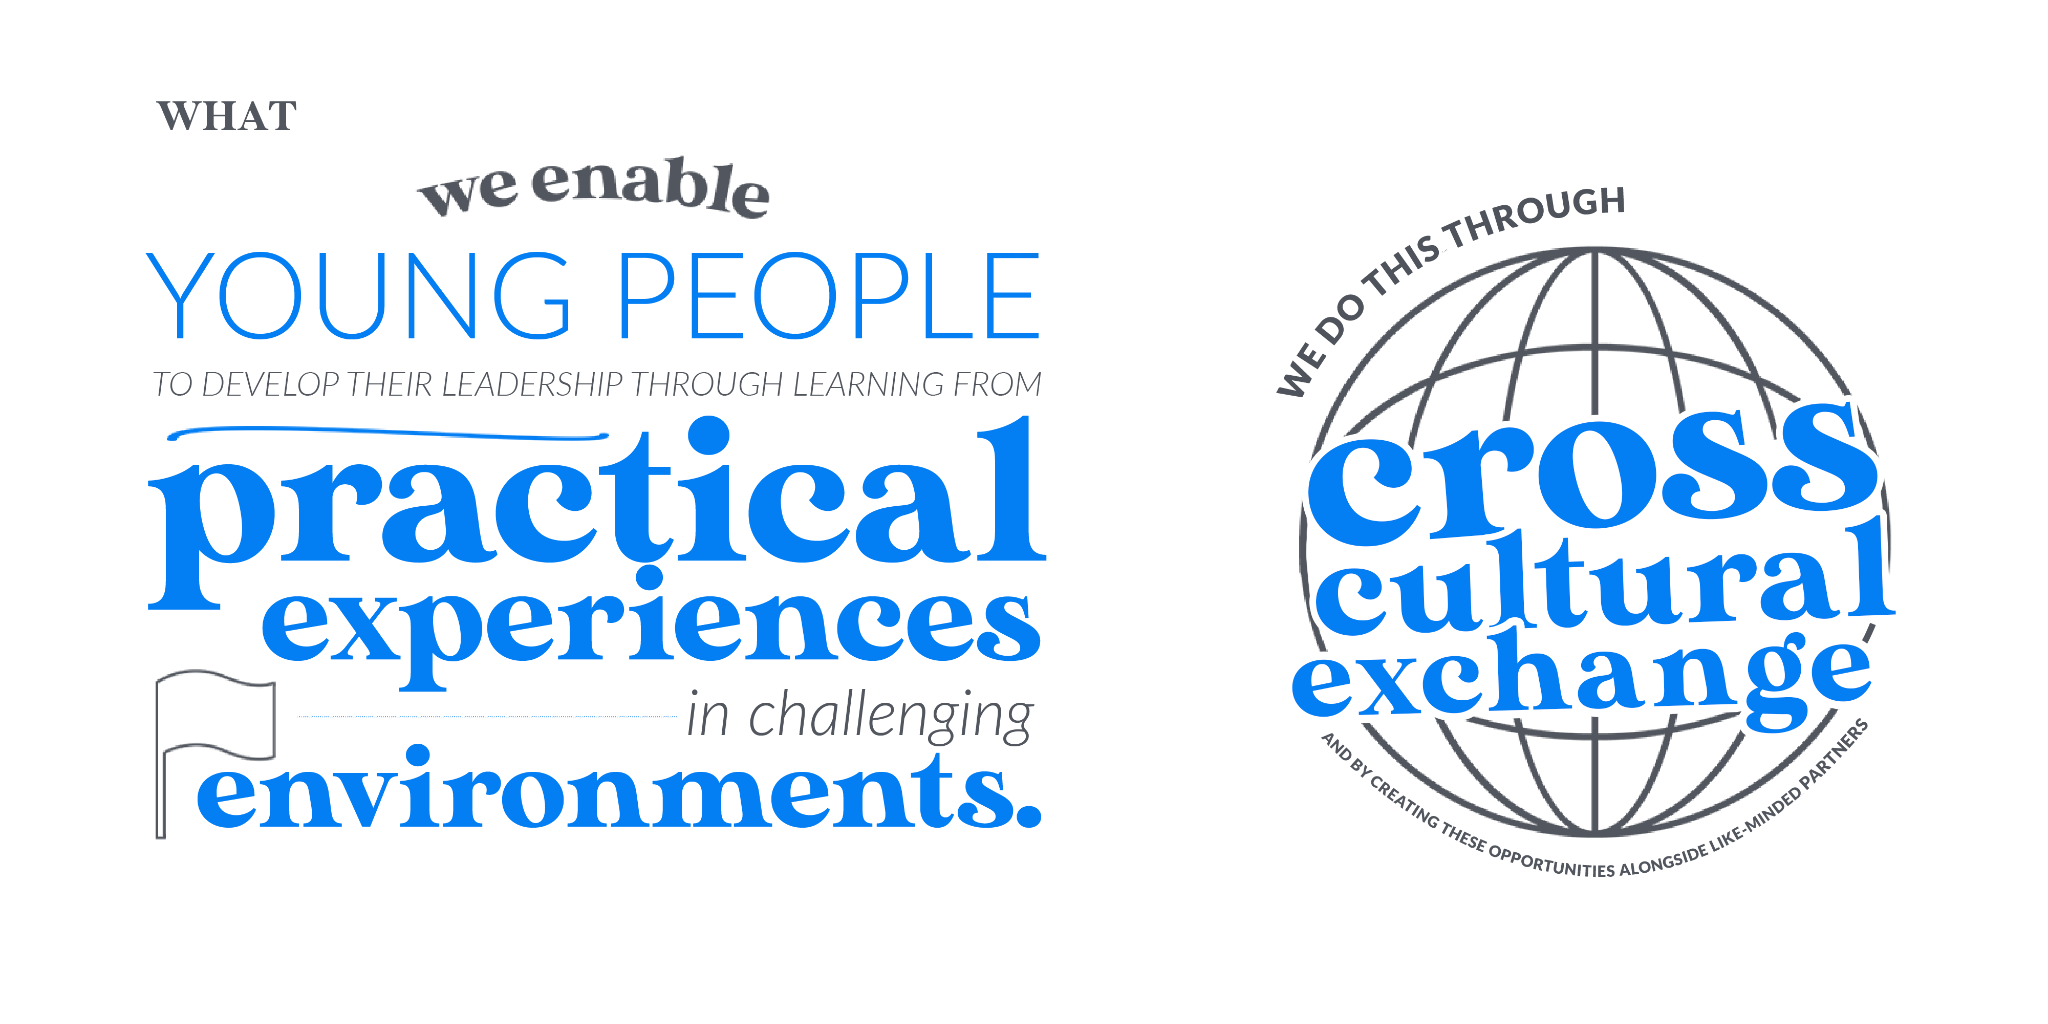 WHAT
we enable
YOUNG PEOPLE
TO DEVELOP THEIR LEADERSHIP THROUGH LEARNING FROM
practical
experiences
in challenging
environments.
WE DO THIS THROUGH
cross
cultural
exchange
AND BY CREATING THESE OPPORTUNITIES ALONGSIDE LIKE-MINDED PARTNERS